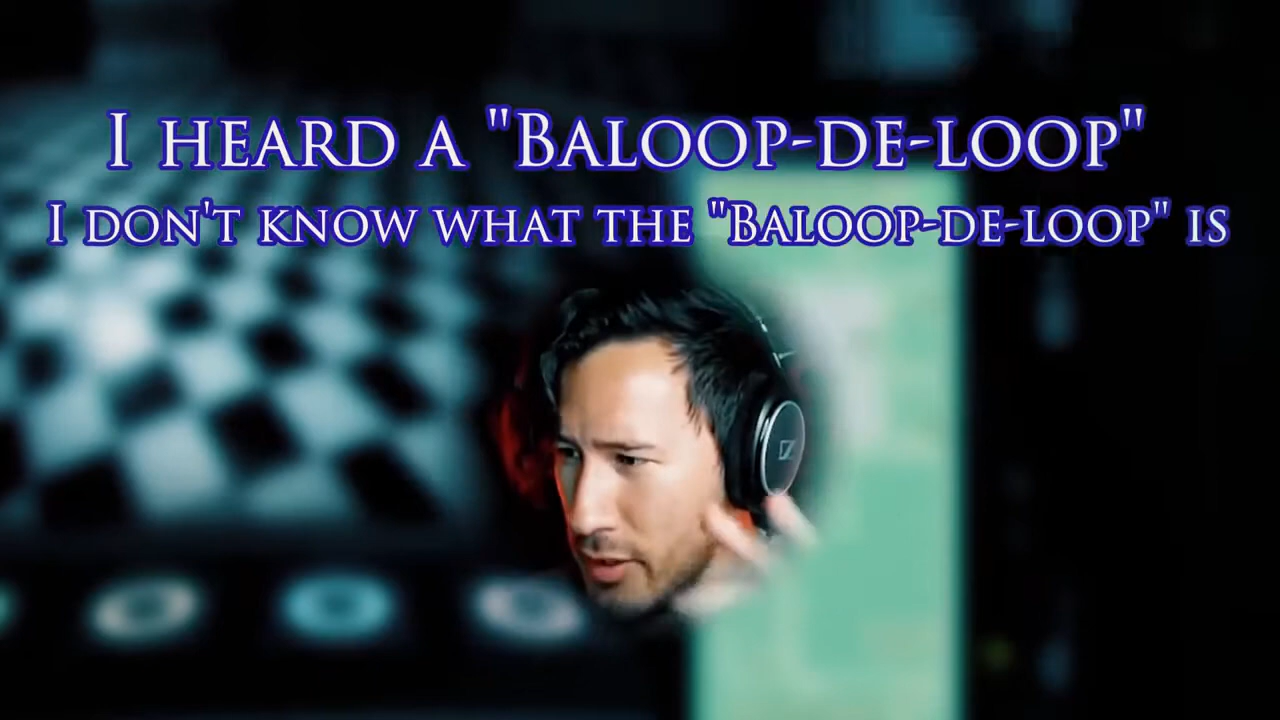 I HEARD A "BALOOP-DE-LOOP"
I DON'T KNOW WHAT THE "BALOOP-DE-LOOP" IS